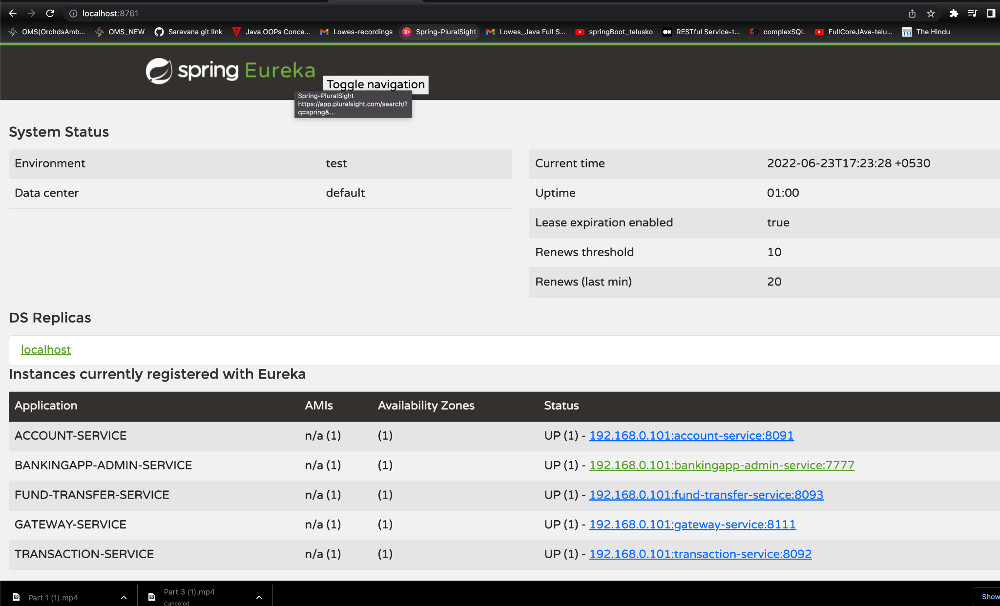 localhost:8761
OMS(OrchdsAmb... OMS_NEW Saravana git link Java OOPs Conce... Lowes-recordings Spring-PluralSight Lowes_Java Full S... springBoot_telusko RESTful Service-t... complexSQL FullCoreJAva-telu... The Hindu
spring Eureka
Toggle navigation
Spring-PluralSight
https://app.pluralsight.com/search/?
q=spring&...
System Status
Environment test
Data center default
Current time 2022-06-23T17:23:28 +0530
Uptime 01:00
Lease expiration enabled true
Renews threshold 10
Renews (last min) 20
DS Replicas
localhost
Instances currently registered with Eureka
Application AMIs Availability Zones Status
ACCOUNT-SERVICE n/a (1) (1) UP (1) - 192.168.0.101:account-service:8091
BANKINGAPP-ADMIN-SERVICE n/a (1) (1) UP (1) - 192.168.0.101:bankingapp-admin-service:7777
FUND-TRANSFER-SERVICE n/a (1) (1) UP (1) - 192.168.0.101:fund-transfer-service:8093
GATEWAY-SERVICE n/a (1) (1) UP (1) - 192.168.0.101:gateway-service:8111
TRANSACTION-SERVICE n/a (1) (1) UP (1) - 192.168.0.101:transaction-service:8092
Part 1 (1).mp4
Part 3 (1).mp4
Canceled
Show